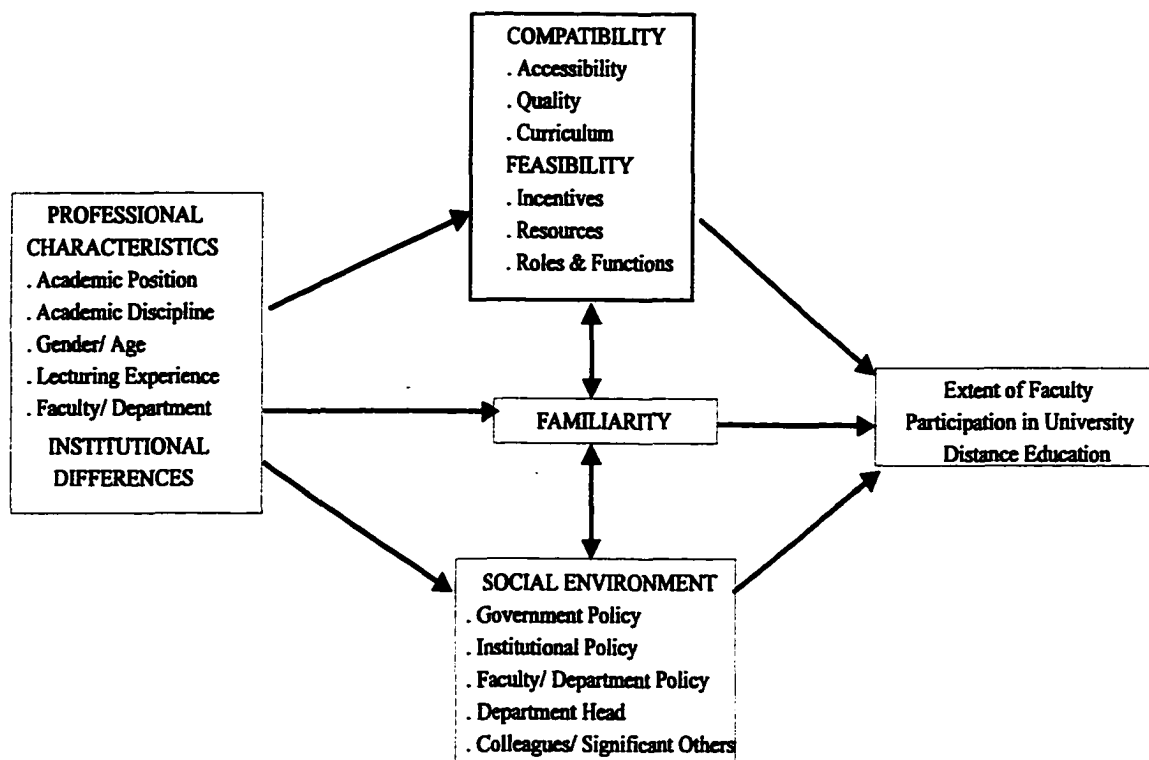 COMPATIBILITY
. Accessibility
. Quality
. Curriculum
FEASIBILITY
. Incentives
. Resources
. Roles & Functions
PROFESSIONAL
CHARACTERISTICS
. Academic Position
. Academic Discipline
. Gender/ Age
. Lecturing Experience
. Faculty/ Department
INSTITUTIONAL
DIFFERENCES
FAMILIARITY
Extent of Faculty
Participation in University
Distance Education
SOCIAL ENVIRONMENT
. Government Policy
. Institutional Policy
. Faculty/ Department Policy
. Department Head
. Colleagues/ Significant Others